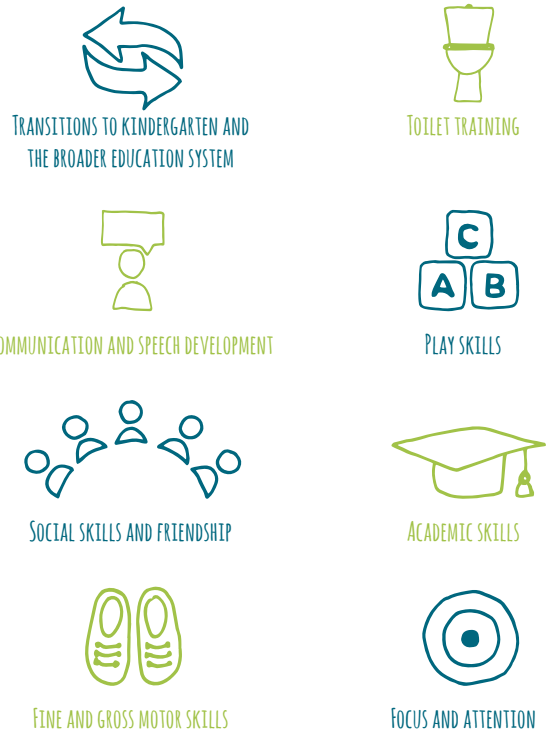 Transitions to kindergarten and
the broader education system
Toilet training
ommunication and speech development
C
A B
Play skills
Social skills and friendship
Academic skills
Fine and gross motor skills
Focus and attention